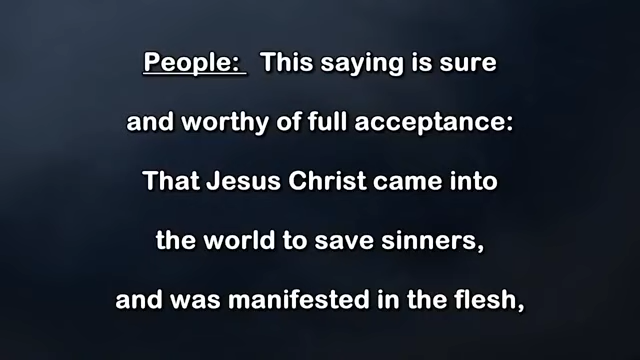 People: This saying is sure
and worthy of full acceptance:
That Jesus Christ came into
the world to save sinners,
and was manifested in the flesh,